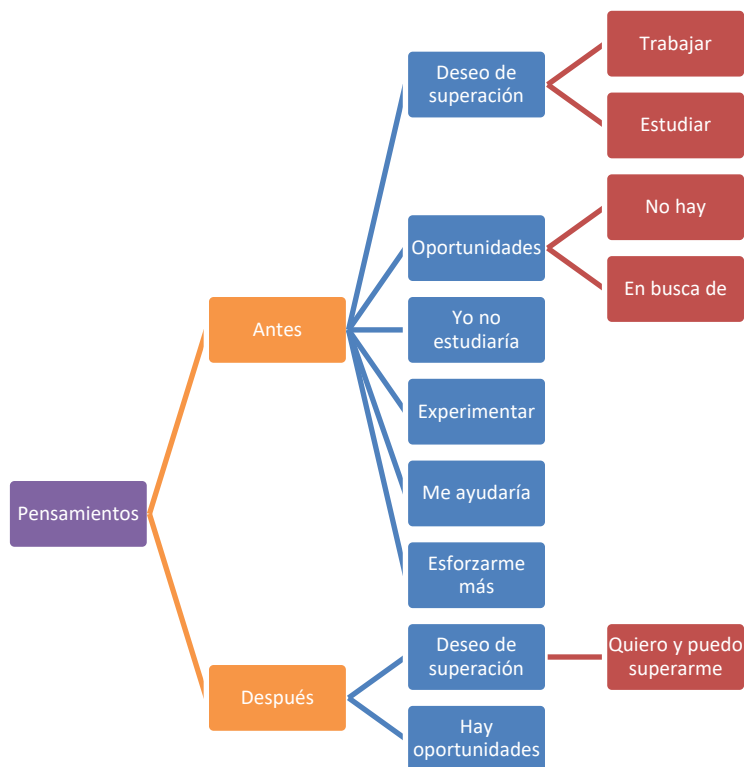 Pensamientos
Antes
Deseo de
superación
Trabajar
Estudiar
Oportunidades
No hay
En busca de
Yo no
estudiaría
Experimentar
Me ayudaría
Esforzarme
más
Después
Deseo de
superación
Quiero y puedo
superarme
Hay
oportunidades